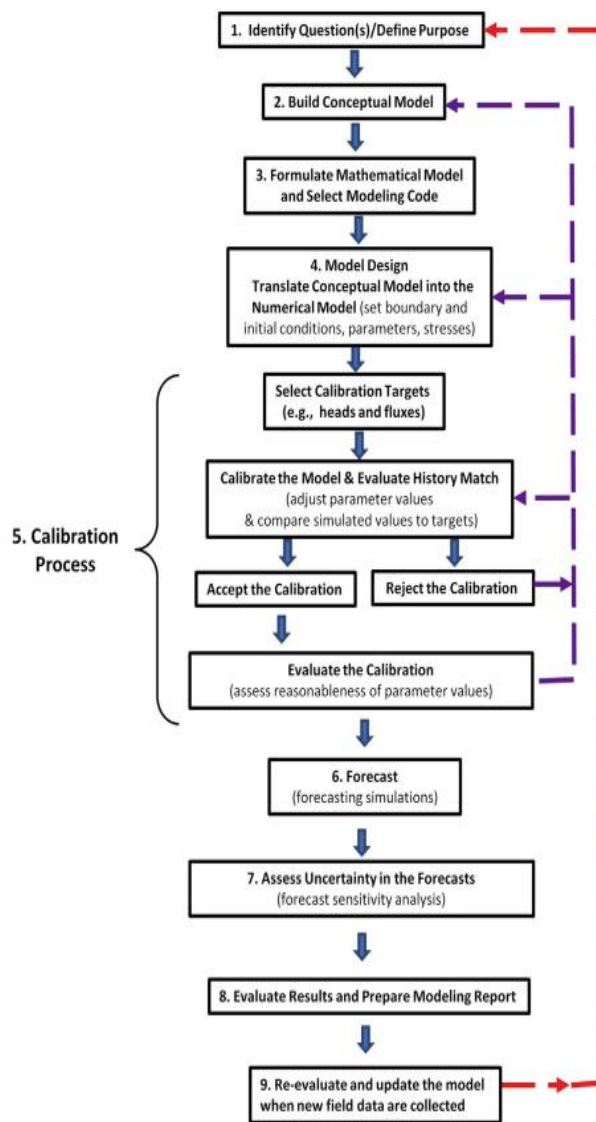 1. Identify Question(s)/Define Purpose
2. Build Conceptual Model
3. Formulate Mathematical Model
and Select Modeling Code
4. Model Design
Translate Conceptual Model into the
Numerical Model (set boundary and
initial conditions, parameters, stresses)
Select Calibration Targets
(e.g., heads and fluxes)
Calibrate the Model & Evaluate History Match
(adjust parameter values
& compare simulated values to targets)
5. Calibration
Process
Accept the Calibration
Reject the Calibration
Evaluate the Calibration
(assess reasonableness of parameter values)
6. Forecast
(forecasting simulations)
7. Assess Uncertainty in the Forecasts
(forecast sensitivity analysis)
8. Evaluate Results and Prepare Modeling Report
9. Re-evaluate and update the model
when new field data are collected